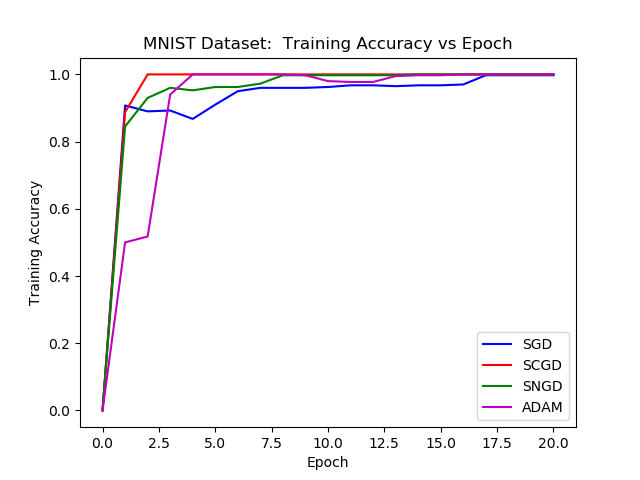 MNIST Dataset:  Training Accuracy vs Epoch
1.0
0.8
0.6
0.4
0.2
0.0
Training Accuracy
0.0 2.5 5.0 7.5 10.0 12.5 15.0 17.5 20.0
Epoch
SGD
SCGD
SNGD
ADAM